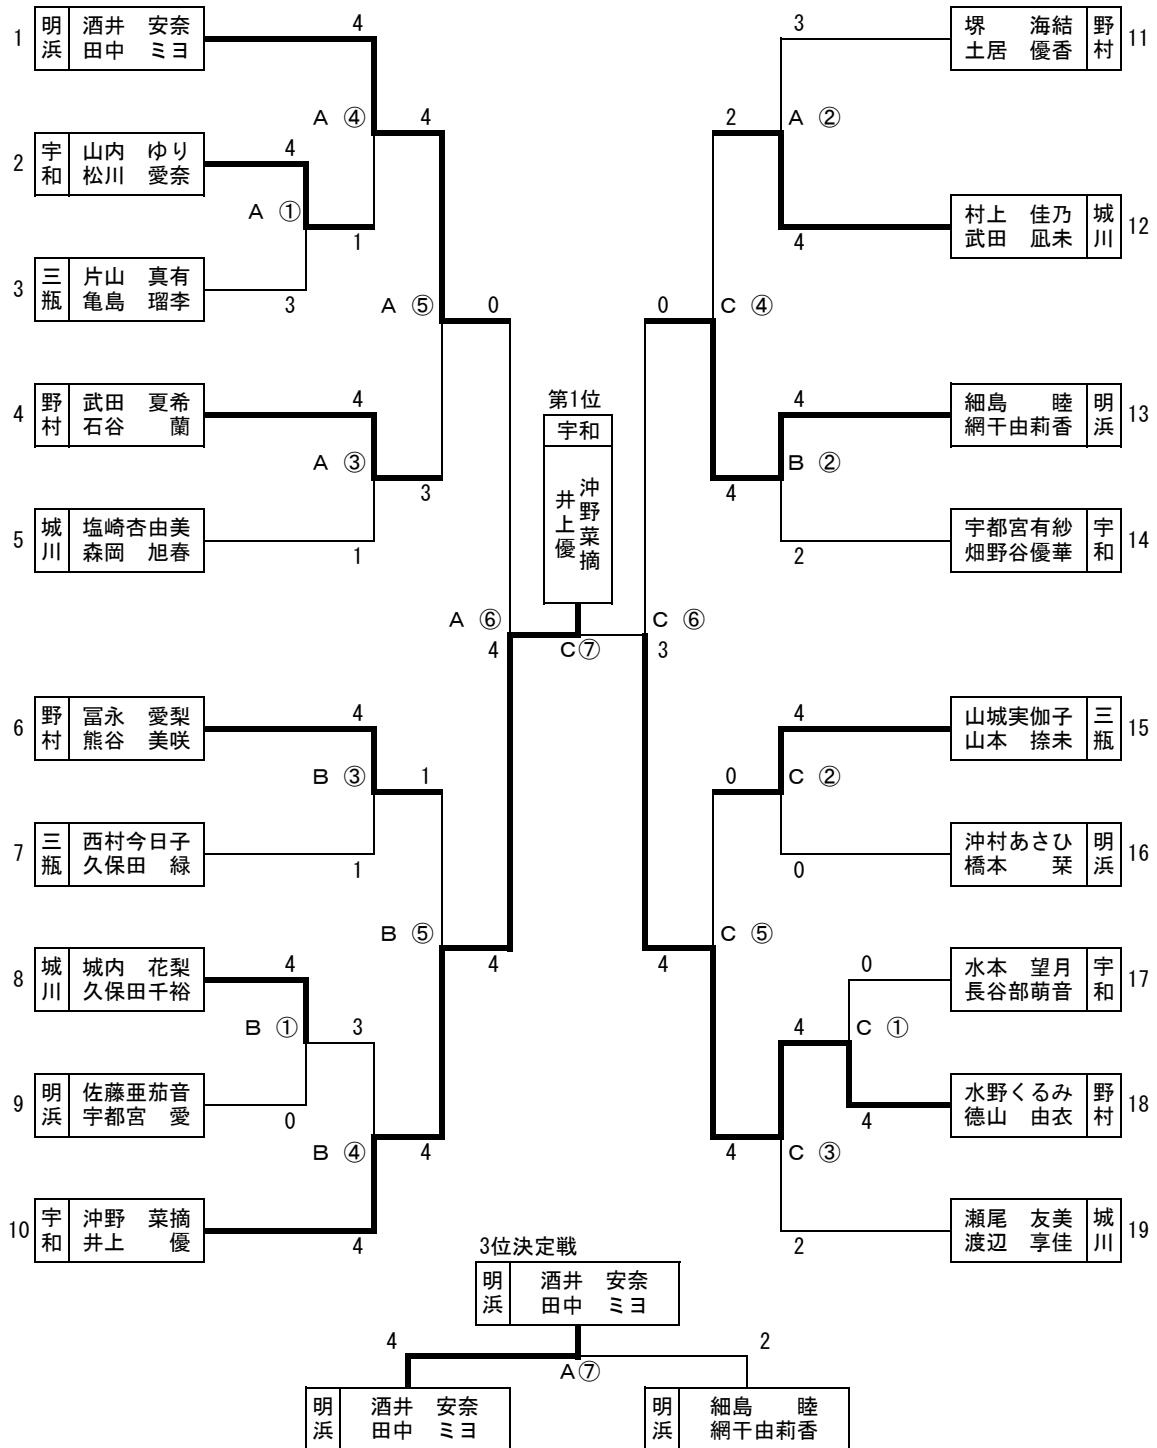 1 明浜 酒井 安奈
田中 ミヨ
4
A ④
4
2 宇和 山内 ゆり
松川 愛奈
4
A ①
1
3 三瓶 片山 真有
亀島 瑠李
3
A ⑤
0
4 野村 武田 夏希
石谷 蘭
4
A ③
3
5 城川 塩崎杏由美
森岡 旭春
1
A ⑥
4
6 野村 冨永 愛梨
熊谷 美咲
4
B ③
1
7 三瓶 西村今日子
久保田 緑
1
B ⑤
4
8 城川 城内 花梨
久保田千裕
4
B ①
3
9 明浜 佐藤亜茄音
宇都宮 愛
0
B ④
4
10 宇和 沖野 菜摘
井上 優
4
第1位
宇和
沖野菜摘
井上優
C⑦
3
堺 海結 野村 11
土居 優香
2
A ②
村上 佳乃 城川 12
武田 凪未
4
0
C ④
4
細島 睦 明浜 13
網干由莉香
B ②
4
宇都宮有紗 宇和 14
畑野谷優華
2
C ⑥
3
4
山城実伽子 三瓶 15
山本 捺未
0
C ②
沖村あさひ 明浜 16
橋本 栞
0
C ⑤
4
0
水本 望月 宇和 17
長谷部萌音
4
C ①
水野くるみ 野村 18
德山 由衣
4
4
C ③
瀬尾 友美 城川 19
渡辺 享佳
2
3位決定戦
明浜 酒井 安奈
田中 ミヨ
4
2
A⑦
明浜 酒井 安奈
田中 ミヨ
明浜 細島 睦
網干由莉香